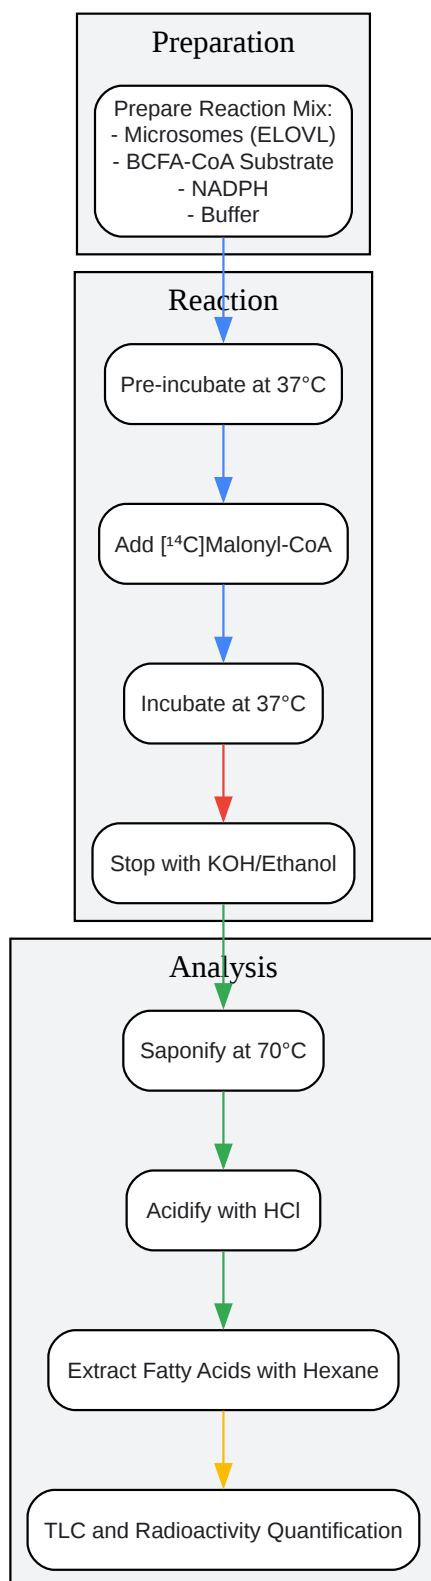 Preparation
Prepare Reaction Mix:
- Microsomes (ELOVL)
- BCFA-CoA Substrate
- NADPH
- Buffer
Reaction
Pre-incubate at 37°C
Add [¹⁴C]Malonyl-CoA
Incubate at 37°C
Stop with KOH/Ethanol
Analysis
Saponify at 70°C
Acidify with HCl
Extract Fatty Acids with Hexane
TLC and Radioactivity Quantification